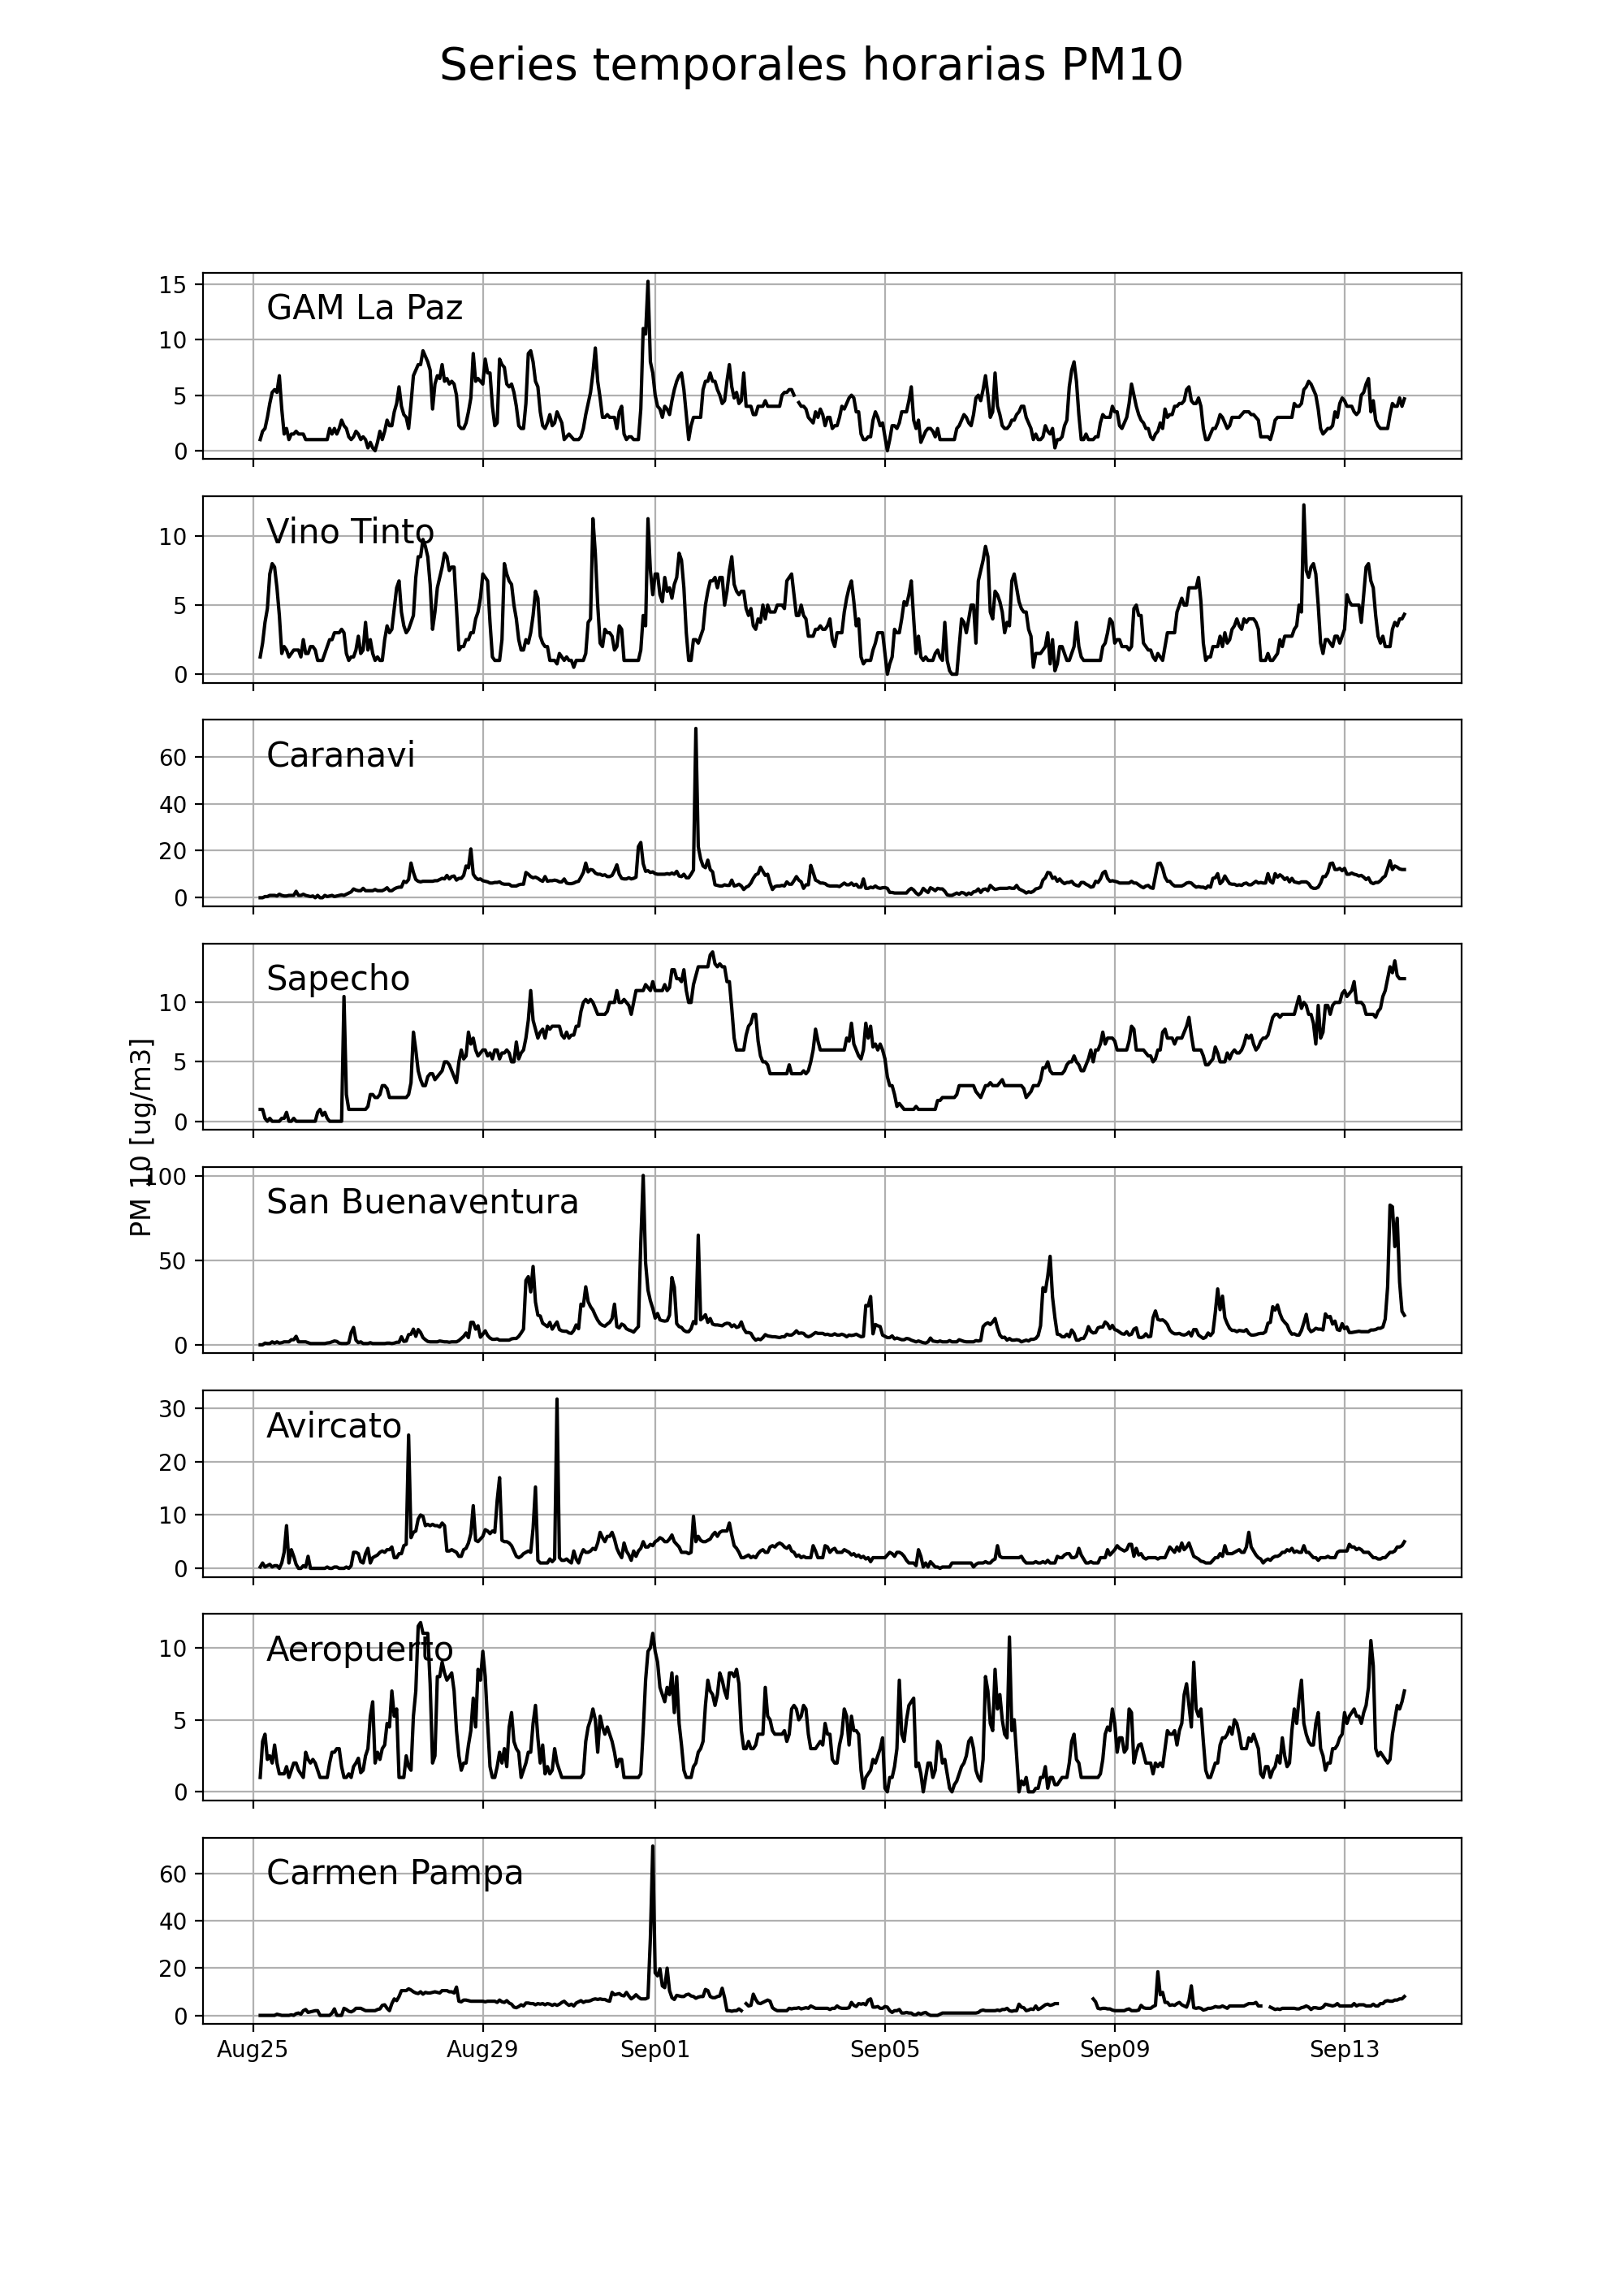 Series temporales horarias PM10
PM 10 [ug/m3]
15
GAM La Paz
10
5
0
Vino Tinto
10
5
0
60
Caranavi
40
20
0
Sapecho
10
5
0
100
San Buenaventura
50
0
30
Avircato
20
10
0
10
Aeropuerto
5
0
60
Carmen Pampa
40
20
0
Aug25 Aug29 Sep01 Sep05 Sep09 Sep13